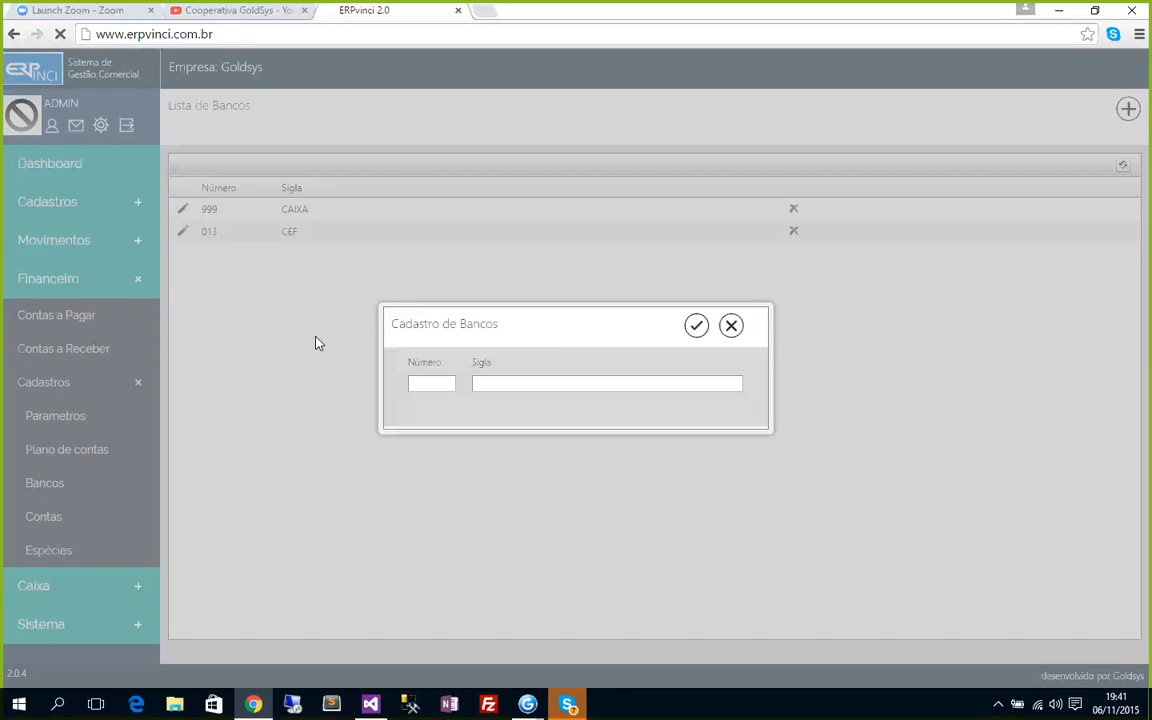 Launch Zoom - Zoom
Cooperativa GoldSys - Yo
ERPvinci 2.0
www.erpvinci.com.br
ERP
INCI
Sistema de
Gestão Comercial
Empresa: Goldsys
ADMIN
Lista de Bancos
Dashboard
Cadastros +
Movimentos +
Financeiro ×
Contas a Pagar
Contas a Receber
Cadastros ×
Parametros
Plano de contas
Bancos
Contas
Espécies
Caixa +
Sistema +
Número Sigla
999 CAIXA
013 CEF
Cadastro de Bancos
Número Sigla
2.0.4
desenvolvido por Goldsys
19:41
06/11/2015